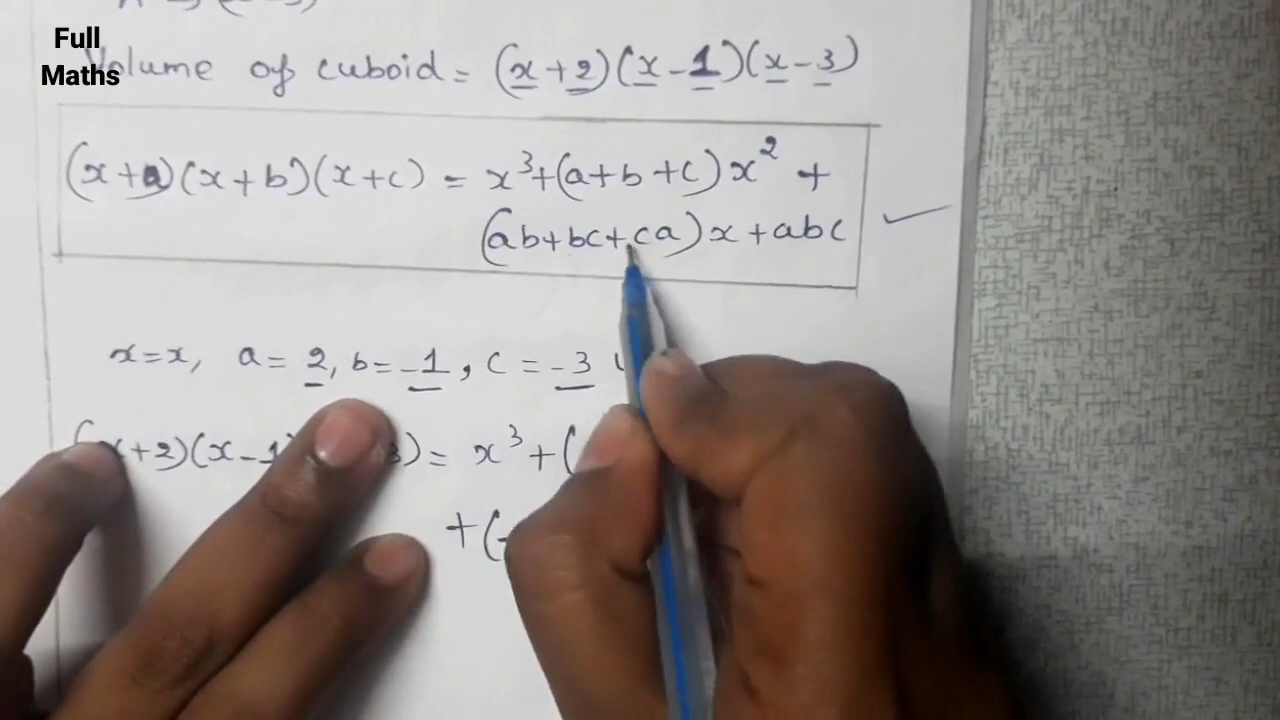 Full
Maths
Volume of cuboid = (x+2)(x-1)(x-3)
(x+a)(x+b)(x+c) = x³+(a+b+c)x² +
(ab+bc+ca)x+abc ✓
x=x, a= 2, b= -1, c = -3
x+2)(x-1 3) = x³+(
+(-